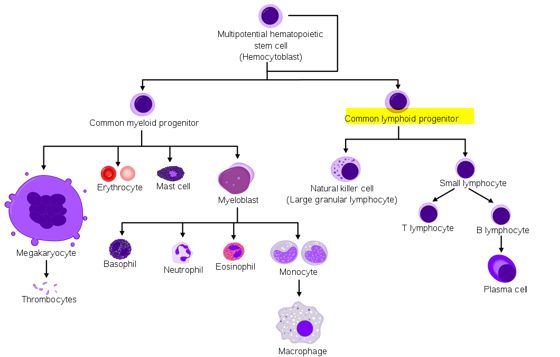 Multipotential hematopoietic
stem cell
(Hemocytoblast)
Common myeloid progenitor
Common lymphoid progenitor
Erythrocyte
Mast cell
Myeloblast
Natural killer cell
(Large granular lymphocyte)
Small lymphocyte
T lymphocyte
B lymphocyte
Megakaryocyte
Basophil
Neutrophil
Eosinophil
Monocyte
Plasma cell
Thrombocytes
Macrophage